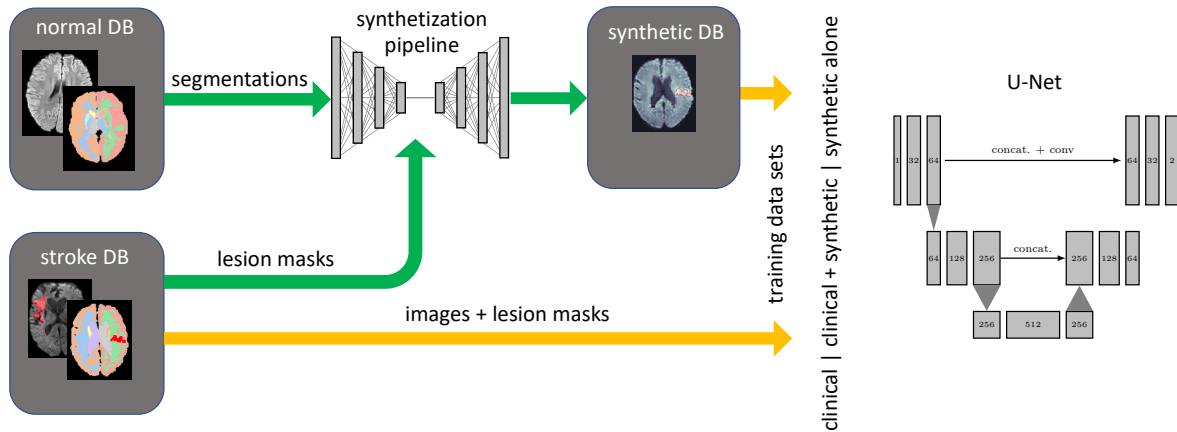 normal DB
segmentations
synthetization
pipeline
synthetic DB
stroke DB
lesion masks
images + lesion masks
training data sets
clinical | clinical + synthetic | synthetic alone
U-Net
1 32 64 concat. + conv 64 32 2
64 128 256 concat. 256 128 64
256 512 256